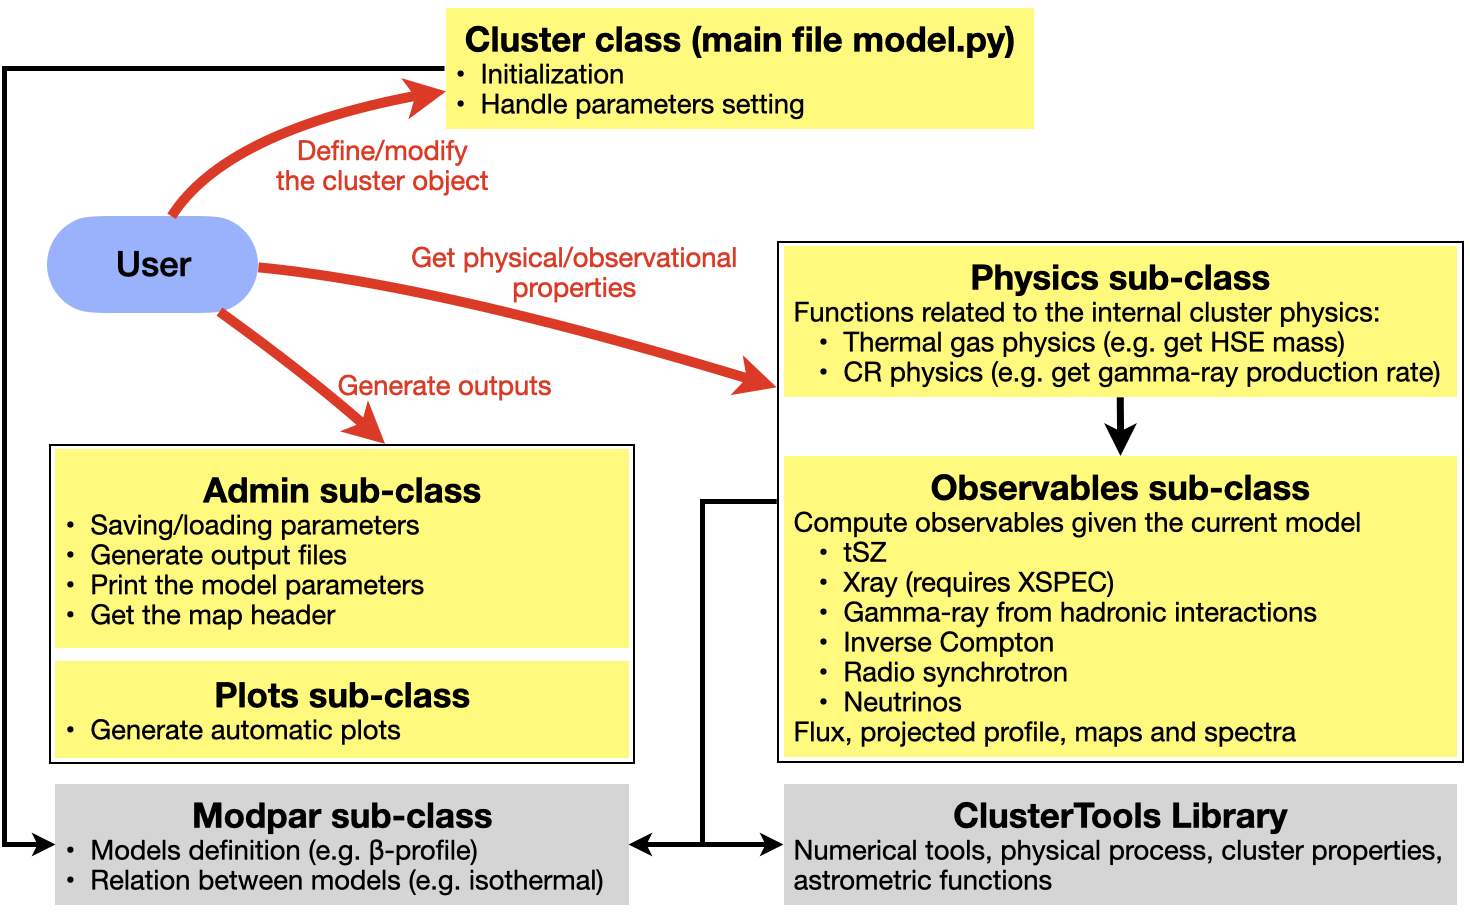 Cluster class (main file model.py)
• Initialization
• Handle parameters setting
Define/modify
the cluster object
User
Get physical/observational
properties
Generate outputs
Physics sub-class
Functions related to the internal cluster physics:
• Thermal gas physics (e.g. get HSE mass)
• CR physics (e.g. get gamma-ray production rate)
Admin sub-class
• Saving/loading parameters
• Generate output files
• Print the model parameters
• Get the map header
Plots sub-class
• Generate automatic plots
Observables sub-class
Compute observables given the current model
• tSZ
• Xray (requires XSPEC)
• Gamma-ray from hadronic interactions
• Inverse Compton
• Radio synchrotron
• Neutrinos
Flux, projected profile, maps and spectra
Modpar sub-class
• Models definition (e.g. β-profile)
• Relation between models (e.g. isothermal)
ClusterTools Library
Numerical tools, physical process, cluster properties,
astrometric functions